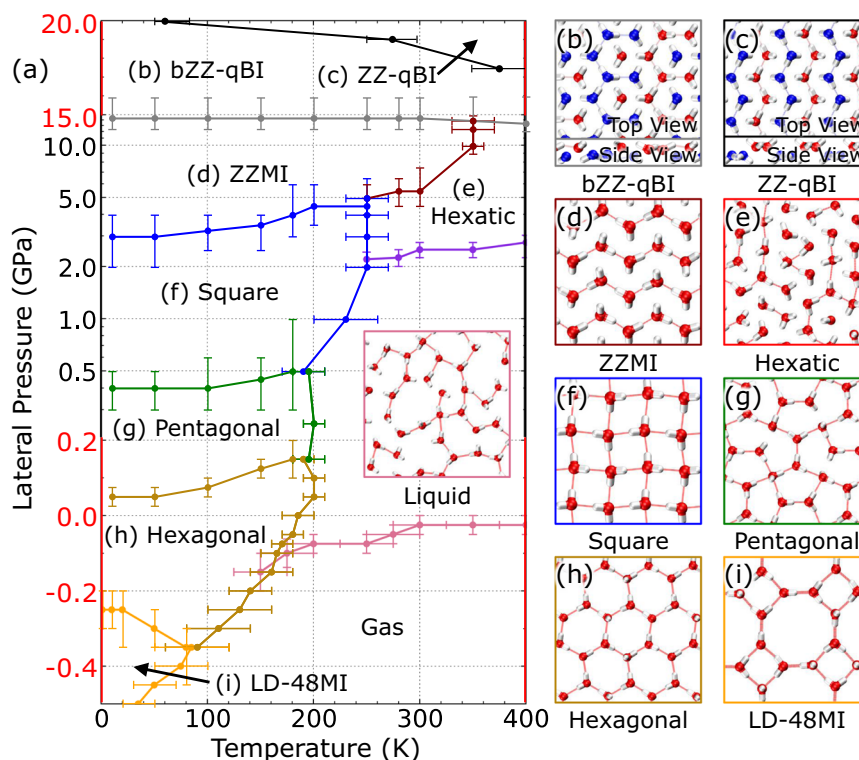 (a)
Lateral Pressure (GPa)
20.0
15.0
10.0
5.0
2.0
1.0
0.5
0.2
0.0
-0.2
-0.4
(b) bZZ-qBI
(c) ZZ-qBI
(d) ZZMI
(e)
Hexatic
(f) Square
(g) Pentagonal
Liquid
(h) Hexagonal
Gas
(i) LD-48MI
0 100 200 300 400
Temperature (K)
(b)
Top View
Side View
bZZ-qBI
(c)
Top View
Side View
ZZ-qBI
(d)
ZZMI
(e)
Hexatic
(f)
Square
(g)
Pentagonal
(h)
Hexagonal
(i)
LD-48MI